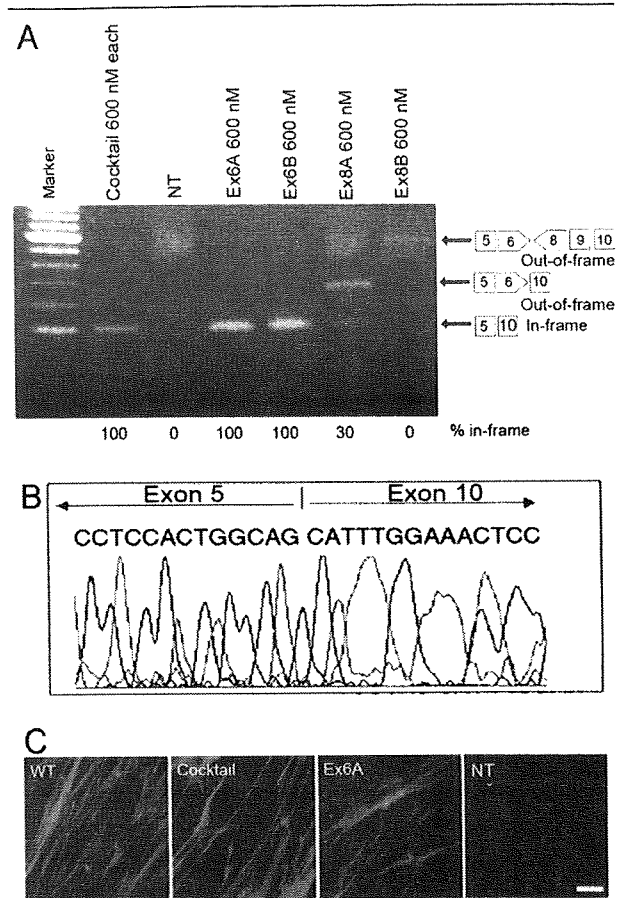 A
Marker
Cocktail 600 nM each
NT
Ex6A 600 nM
Ex6B 600 nM
Ex8A 600 nM
Ex8B 600 nM
5 6 8 9 10
Out-of-frame
5 6 10
Out-of-frame
5 10 In-frame
100 0 100 100 30 0 % in-frame
B
Exon 5 Exon 10
CCTCCACTGGCAG CATTTGGAAACTCC
C
WT Cocktail Ex6A NT